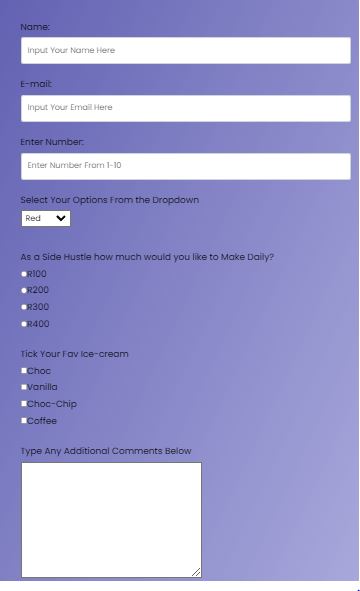 Name:
Input Your Name Here
E-mail:
Input Your Email Here
Enter Number:
Enter Number From 1-10
Select Your Options From the Dropdown
Red
As a Side Hustle how much would you like to Make Daily?
R100
R200
R300
R400
Tick Your Fav Ice-cream
Choc
Vanilla
Choc-Chip
Coffee
Type Any Additional Comments Below